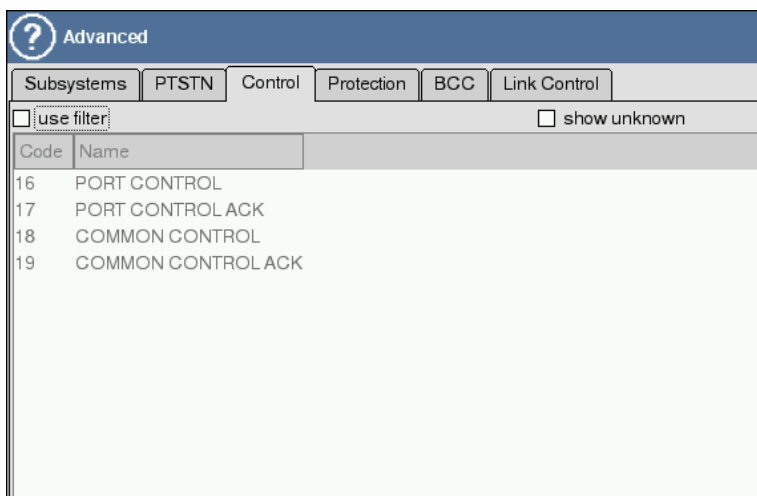 ? Advanced
Subsystems PTSTN Control Protection BCC Link Control
use filter show unknown
Code Name
16 PORT CONTROL
17 PORT CONTROL ACK
18 COMMON CONTROL
19 COMMON CONTROL ACK